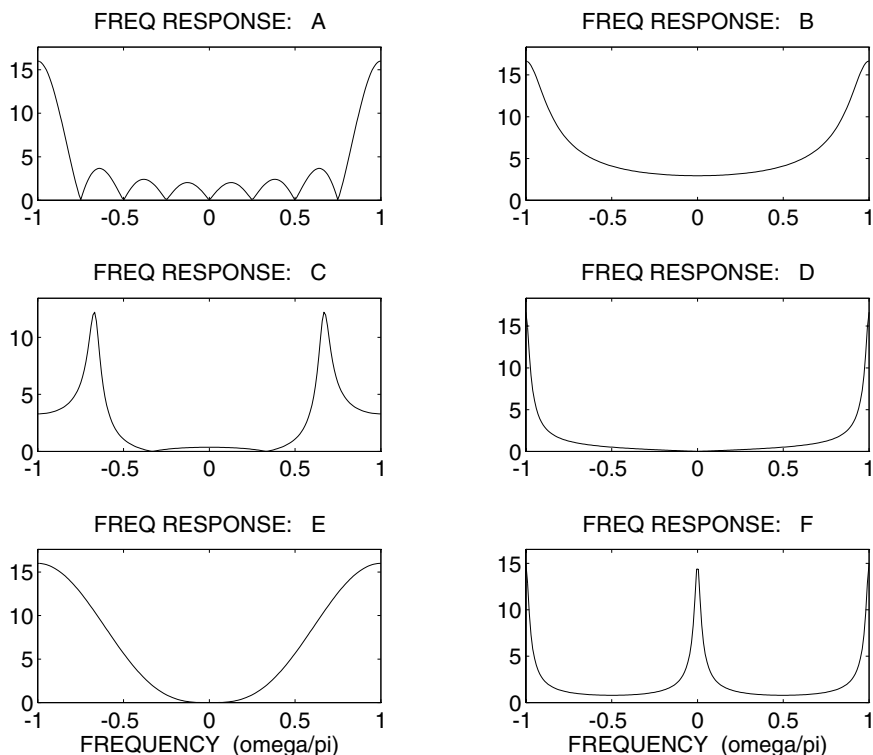 FREQ RESPONSE: A
15
10
5
0
-1 -0.5 0 0.5 1
FREQ RESPONSE: B
15
10
5
0
-1 -0.5 0 0.5 1
FREQ RESPONSE: C
10
5
0
-1 -0.5 0 0.5 1
FREQ RESPONSE: D
15
10
5
0
-1 -0.5 0 0.5 1
FREQ RESPONSE: E
15
10
5
0
-1 -0.5 0 0.5 1
FREQUENCY (omega/pi)
FREQ RESPONSE: F
15
10
5
0
-1 -0.5 0 0.5 1
FREQUENCY (omega/pi)